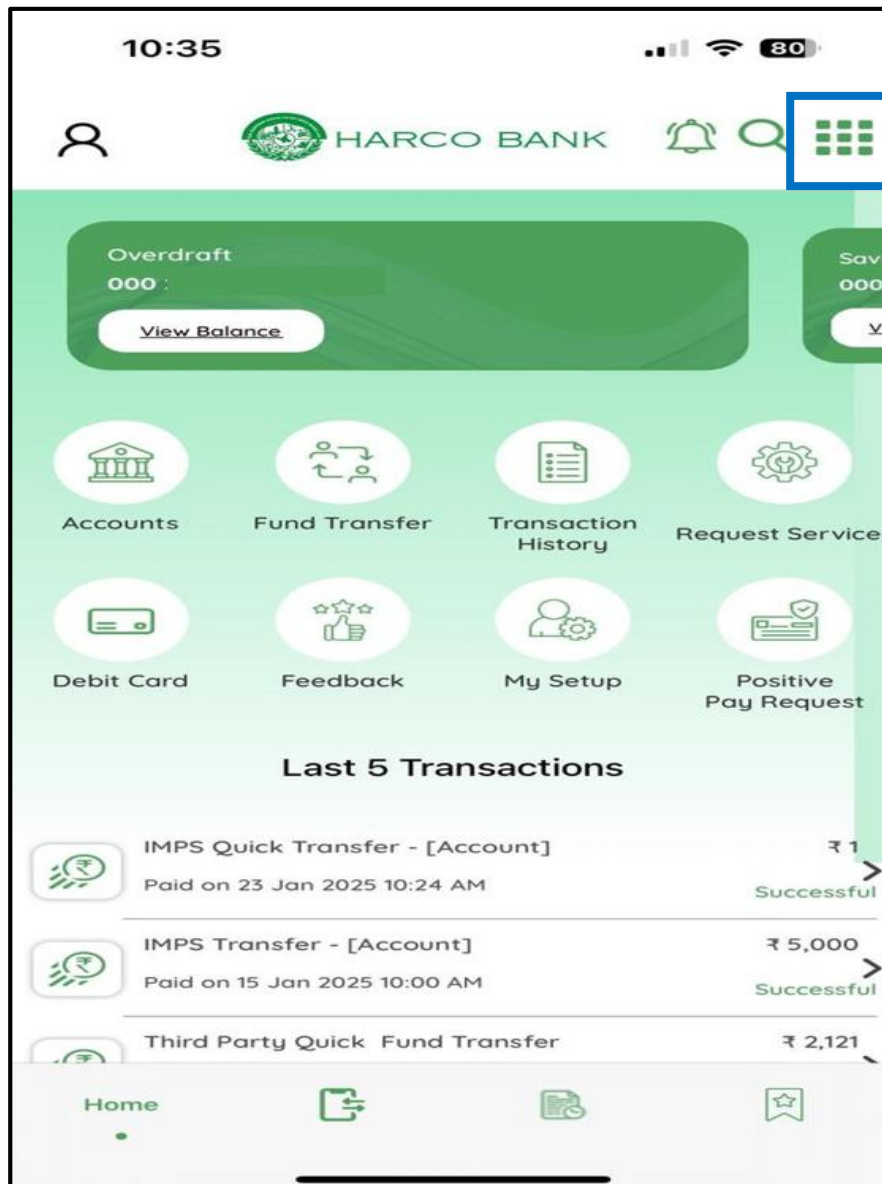 10:35
80
HARCO BANK
Overdraft
000 :
View Balance
Sav
000
V
Accounts
Fund Transfer
Transaction
History
Request Service
Debit Card
Feedback
My Setup
Positive
Pay Request
Last 5 Transactions
IMPS Quick Transfer - [Account]
₹ 1
Paid on 23 Jan 2025 10:24 AM
Successful
IMPS Transfer - [Account]
₹ 5,000
Paid on 15 Jan 2025 10:00 AM
Successful
Third Party Quick Fund Transfer
₹ 2,121
Home